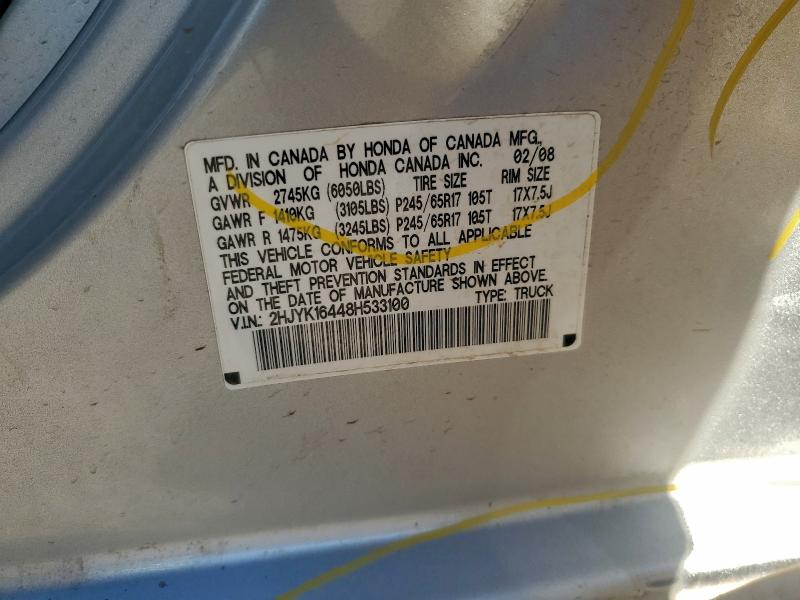 MFD. IN CANADA BY HONDA OF CANADA MFG.,
A DIVISION OF HONDA CANADA INC. 02/08
GVWR 2745KG (6050LBS) TIRE SIZE RIM SIZE
GAWR F 1410KG (3105LBS) P245/65R17 105T 17X7.5J
GAWR R 1475KG (3245LBS) P245/65R17 105T 17X7.5J
THIS VEHICLE CONFORMS TO ALL APPLICABLE
FEDERAL MOTOR VEHICLE SAFETY
AND THEFT PREVENTION STANDARDS IN EFFECT
ON THE DATE OF MANUFACTURE SHOWN ABOVE.
V.I.N.: 2HJYK16448H533100 TYPE: TRUCK